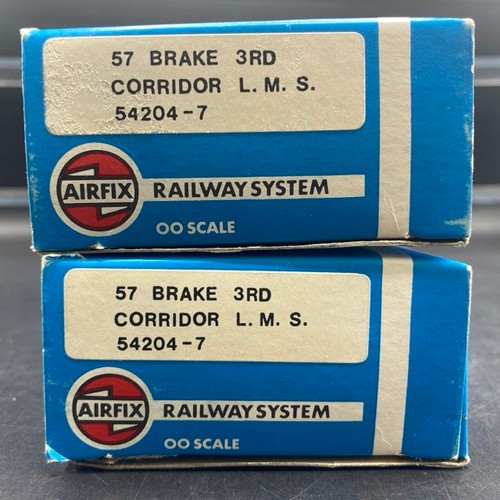 57 BRAKE 3RD
CORRIDOR L. M. S.
54204-7
AIRFIX RAILWAY SYSTEM
OO SCALE
57 BRAKE 3RD
CORRIDOR L. M. S.
54204-7
AIRFIX RAILWAY SYSTEM
OO SCALE